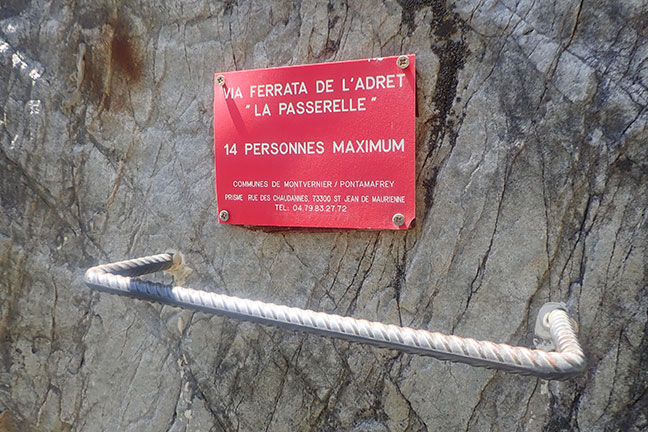 VIA FERRATA DE L'ADRET
"LA PASSERELLE"
14 PERSONNES MAXIMUM
COMMUNES DE MONTVERNIER / PONTAMAFREY
PRISME RUE DES CHAUDANNES, 73300 ST JEAN DE MAURIENNE
TEL: 04.79.83.27.72